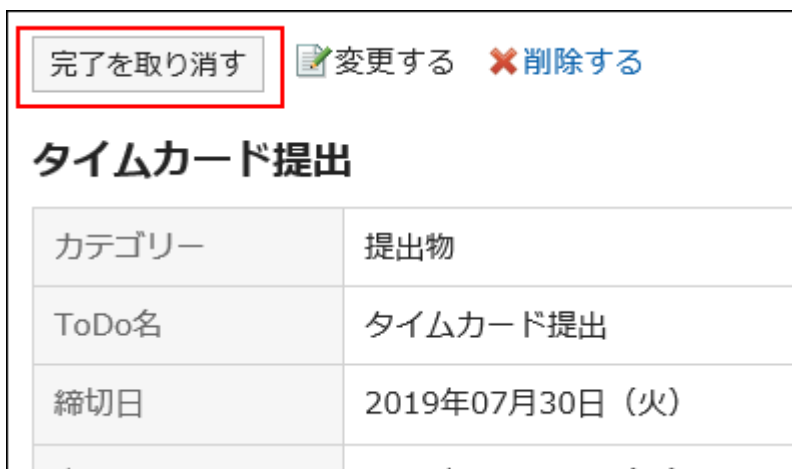 完了を取り消す 変更する 削除する
タイムカード提出
カテゴリー 提出物
ToDo名 タイムカード提出
締切日 2019年07月30日（火）